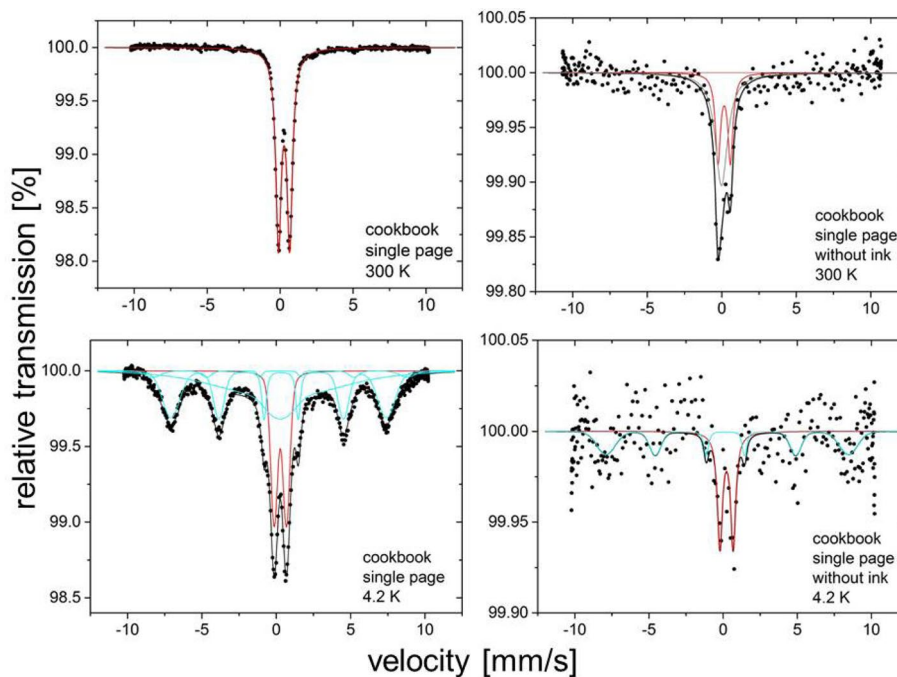 relative transmission [%]
100.0
99.5
99.0
98.5
98.0
-10 -5 0 5 10
cookbook
single page
300 K
100.05
100.00
99.95
99.90
99.85
99.80
-10 -5 0 5 10
cookbook
single page
without ink
300 K
100.0
99.5
99.0
98.5
-10 -5 0 5 10
cookbook
single page
4.2 K
100.05
100.00
99.95
99.90
-10 -5 0 5 10
cookbook
single page
without ink
4.2 K
velocity [mm/s]